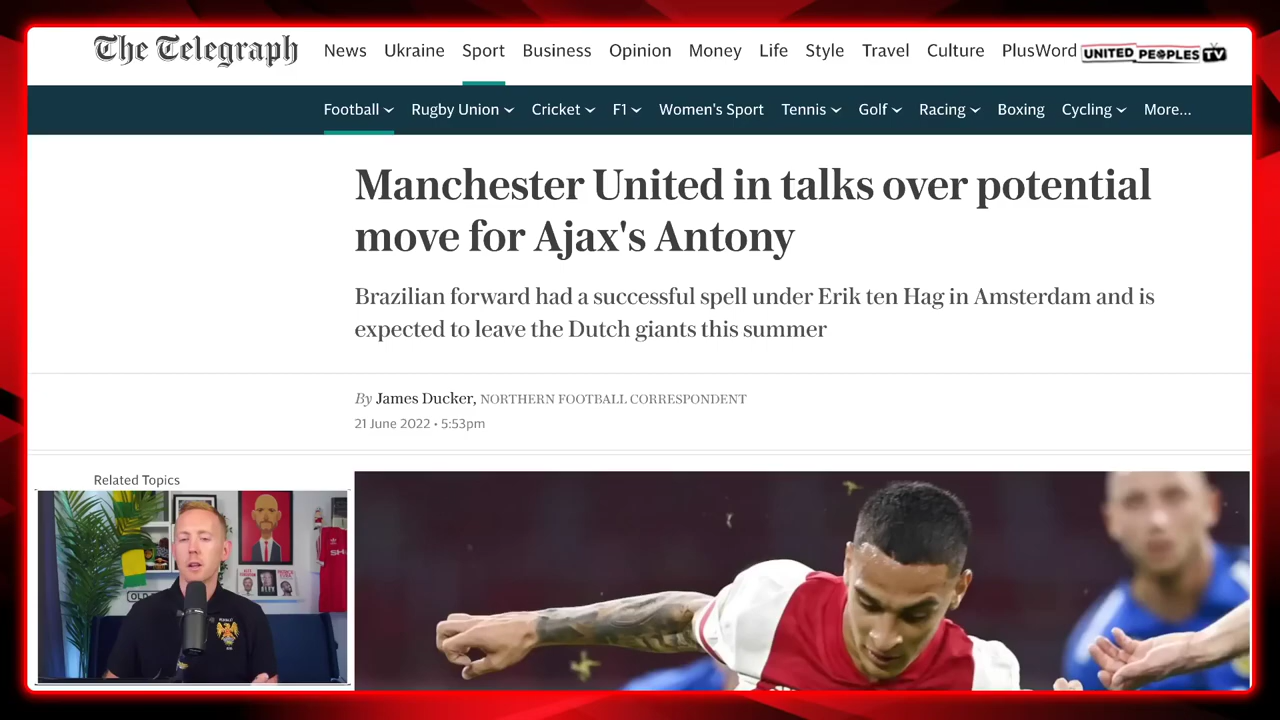 The Telegraph
News Ukraine Sport Business Opinion Money Life Style Travel Culture PlusWord
UNITED PEOPLES TV
Football Rugby Union Cricket F1 Women's Sport Tennis Golf Racing Boxing Cycling More...
Manchester United in talks over potential
move for Ajax's Antony
Brazilian forward had a successful spell under Erik ten Hag in Amsterdam and is
expected to leave the Dutch giants this summer
By James Ducker, NORTHERN FOOTBALL CORRESPONDENT
21 June 2022 • 5:53pm
Related Topics